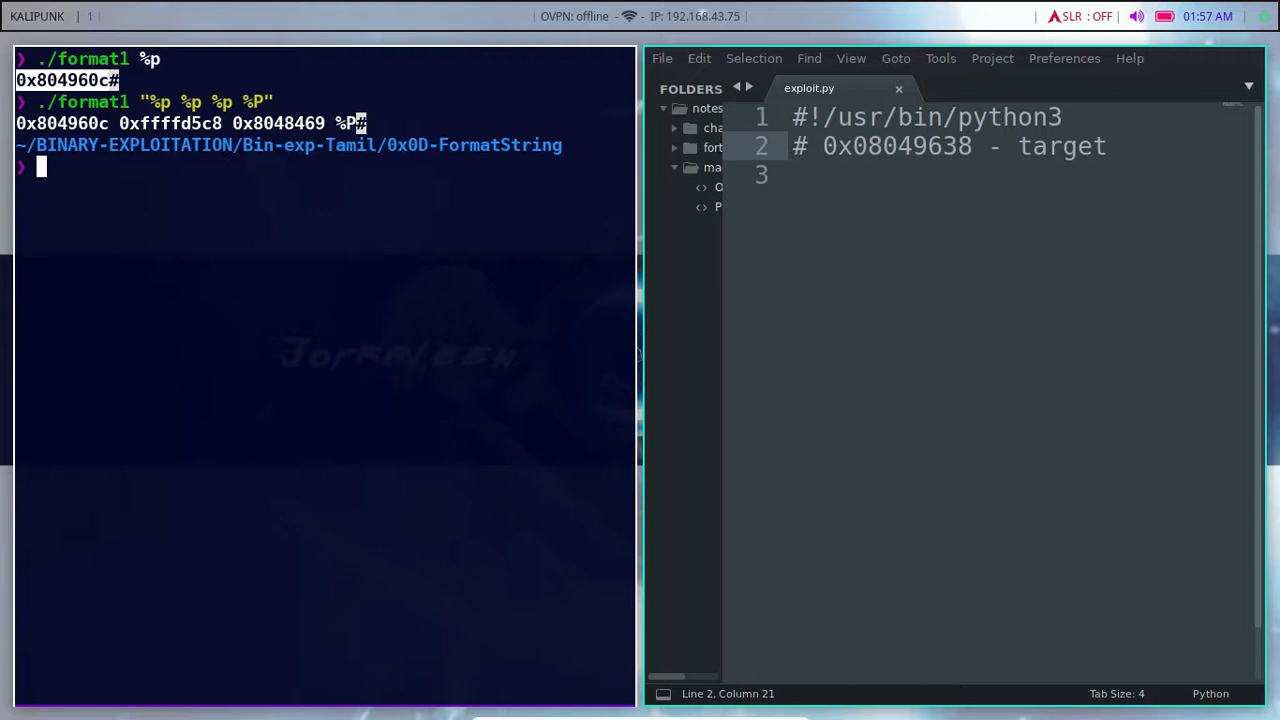 KALIPUNK | 1 | OVPN: offline - - IP: 192.168.43.75 | SLR : OFF 01:57 AM
❯ ./format1 %p
0x804960c#
❯ ./format1 "%p %p %p %P"
0x804960c 0xffffd5c8 0x8048469 %P#
~/BINARY-EXPLOITATION/Bin-exp-Tamil/0x0D-FormatString
❯
File Edit Selection Find View Goto Tools Project Preferences Help
FOLDERS
notes
cha
fort
ma
O
P
exploit.py
1 #!/usr/bin/python3
2 # 0x08049638 - target
3
Line 2, Column 21 Tab Size: 4 Python